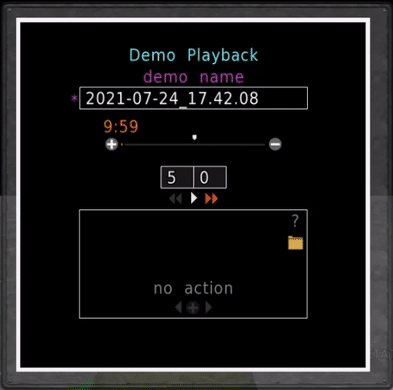 Demo Playback
demo name
* 2021-07-24_17.42.08
9:59
5 0
?
no action